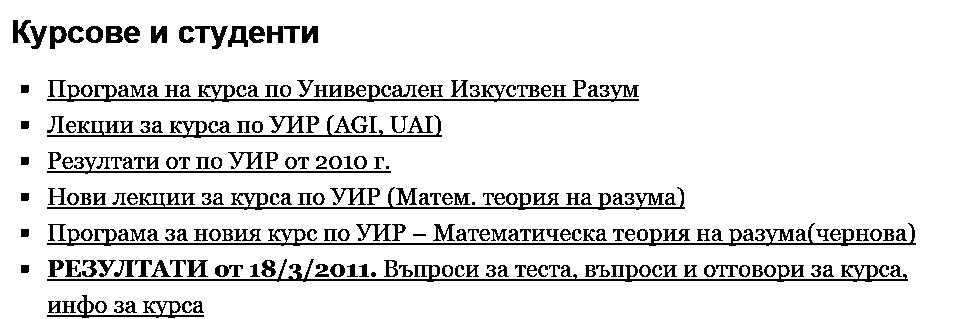 Курсове и студенти
Програма на курса по Универсален Изкуствен Разум
Лекции за курса по УИР (AGI, UAI)
Резултати от по УИР от 2010 г.
Нови лекции за курса по УИР (Матем. теория на разума)
Програма за новия курс по УИР – Математическа теория на разума(чернова)
РЕЗУЛТАТИ от 18/3/2011. Въпроси за теста, въпроси и отговори за курса,
инфо за курса